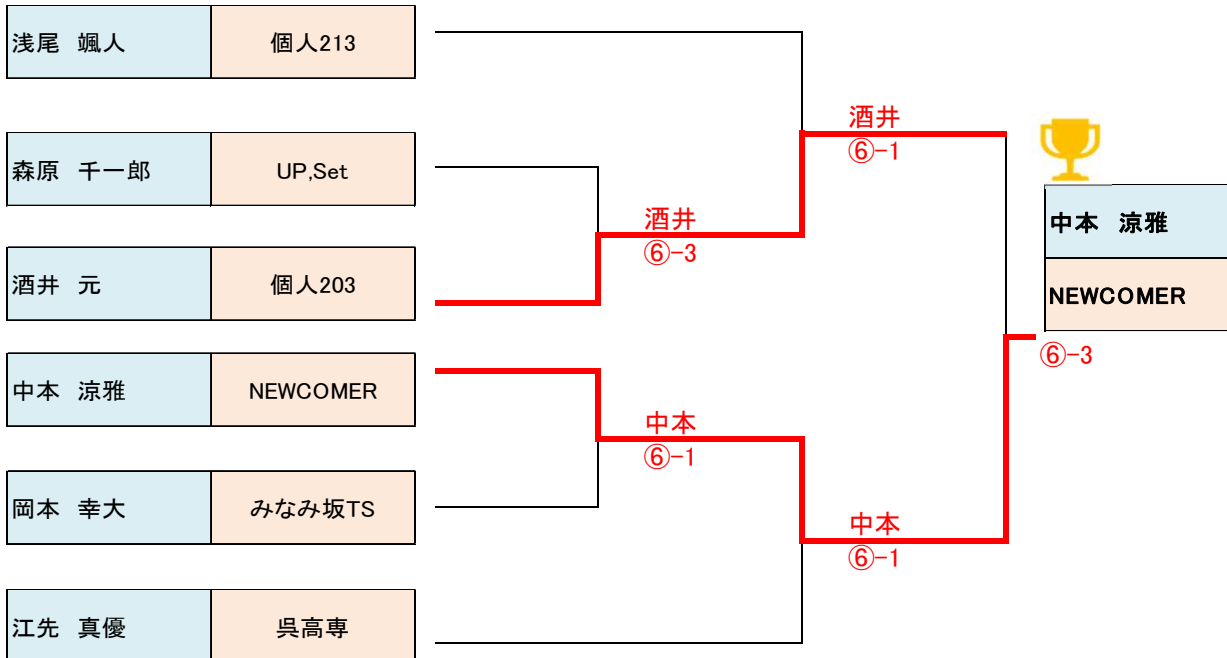 浅尾 颯人 個人213
酒井
⑥-1
森原 千一郎 UP,Set
中本 涼雅
酒井
⑥-3
酒井 元 個人203
NEWCOMER
⑥-3
中本 涼雅 NEWCOMER
中本
⑥-1
岡本 幸大 みなみ坂TS
中本
⑥-1
江先 真優 呉高専